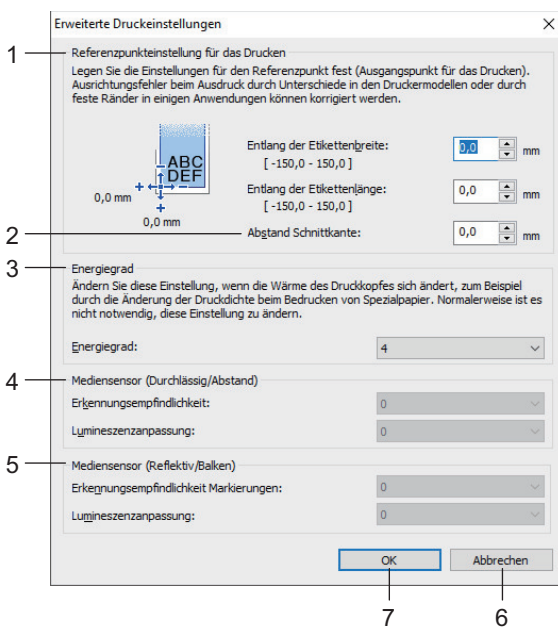 Erweiterte Druckeinstellungen
1
Referenzpunkteinstellung für das Drucken
Legen Sie die Einstellungen für den Referenzpunkt fest (Ausgangspunkt für das Drucken).
Ausrichtungsfehler beim Ausdruck durch Unterschiede in den Druckermodellen oder durch
feste Ränder in einigen Anwendungen können korrigiert werden.
ABC
DEF
0,0 mm
0,0 mm
Entlang der Etikettenbreite:
[ -150,0 - 150,0 ]
0,0 mm
Entlang der Etikettenlänge:
[ -150,0 - 150,0 ]
0,0 mm
2
Abstand Schnittkante:
0,0 mm
3
Energiegrad
Ändern Sie diese Einstellung, wenn die Wärme des Druckkopfes sich ändert, zum Beispiel
durch die Änderung der Druckdichte beim Bedrucken von Spezialpapier. Normalerweise ist es
nicht notwendig, diese Einstellung zu ändern.
Energiegrad:
4
4
Mediensensor (Durchlässig/Abstand)
Erkennungsempfindlichkeit:
0
Lumineszenzanpassung:
0
5
Mediensensor (Reflektiv/Balken)
Erkennungsempfindlichkeit Markierungen:
0
Lumineszenzanpassung:
0
OK
Abbrechen
7
6